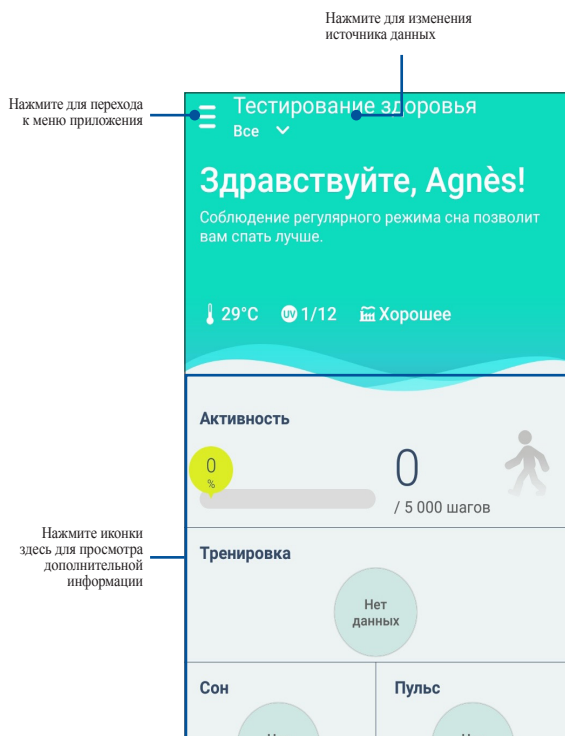 Нажмите для изменения
источника данных
Нажмите для перехода
к меню приложения
Тестирование здоровья
Все
Здравствуйте, Agnès!
Соблюдение регулярного режима сна позволит
вам спать лучше.
29°C UV 1/12 Хорошее
Активность
0
%
0
/ 5 000 шагов
Нажмите иконки
здесь для просмотра
дополнительной
информации
Тренировка
Нет
данных
Сон
Пульс